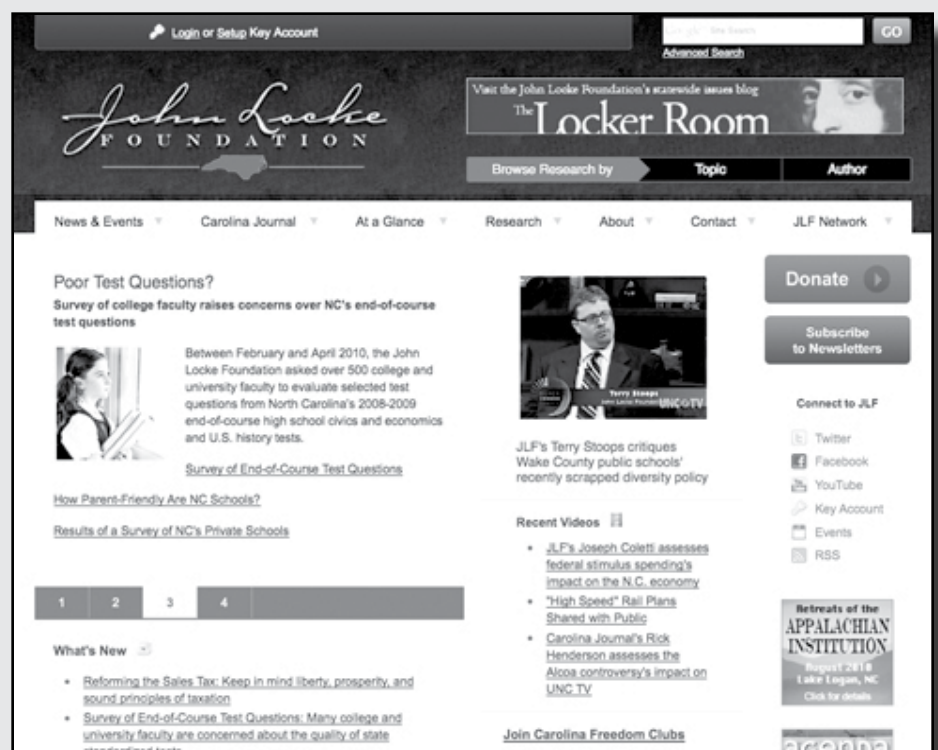 Login or Setup Key Account
Site Search
GO
Advanced Search
John Locke
FOUNDATION
Visit the John Locke Foundation's statewide issues blog
The Locker Room
Browse Research by
Topic
Author
News & Events
Carolina Journal
At a Glance
Research
About
Contact
JLF Network
Poor Test Questions?
Survey of college faculty raises concerns over NC's end-of-course
test questions
Between February and April 2010, the John
Locke Foundation asked over 500 college and
university faculty to evaluate selected test
questions from North Carolina's 2008-2009
end-of-course high school civics and economics
and U.S. history tests.
Survey of End-of-Course Test Questions
How Parent-Friendly Are NC Schools?
Results of a Survey of NC's Private Schools
1
2
3
4
What's New
• Reforming the Sales Tax: Keep in mind liberty, prosperity, and
sound principles of taxation
• Survey of End-of-Course Test Questions: Many college and
university faculty are concerned about the quality of state
standardized tests
Terry Stoops
John Locke Foundation
UNC-TV
JLF's Terry Stoops critiques
Wake County public schools'
recently scrapped diversity policy
Recent Videos
• JLF's Joseph Coletti assesses
federal stimulus spending's
impact on the N.C. economy
• "High Speed" Rail Plans
Shared with Public
• Carolina Journal's Rick
Henderson assesses the
Alcoa controversy's impact on
UNC TV
Join Carolina Freedom Clubs
Donate
Subscribe
to Newsletters
Connect to JLF
Twitter
Facebook
YouTube
Key Account
Events
RSS
Retreats of the
APPALACHIAN
INSTITUTION
August 2010
Lake Logan, NC
Click for details